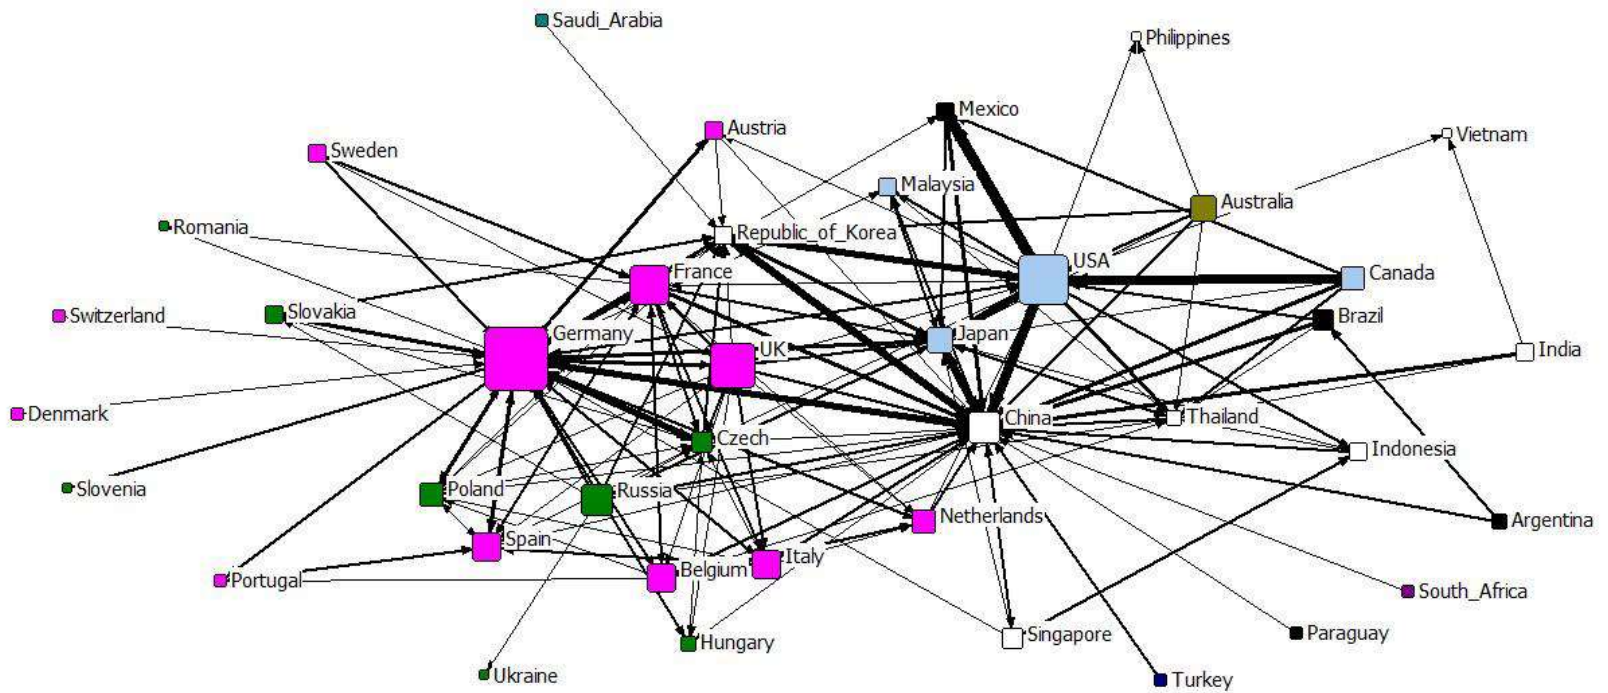 Saudi_Arabia
Philippines
Mexico
Austria
Vietnam
Sweden
Malaysia
Australia
Romania
Republic_of_Korea
USA
France
Canada
Switzerland
Slovakia
Brazil
Germany
Japan
UK
India
Denmark
China
Thailand
Czech
Indonesia
Slovenia
Poland
Russia
Netherlands
Argentina
Spain
Italy
Belgium
Portugal
South_Africa
Singapore
Paraguay
Hungary
Ukraine
Turkey